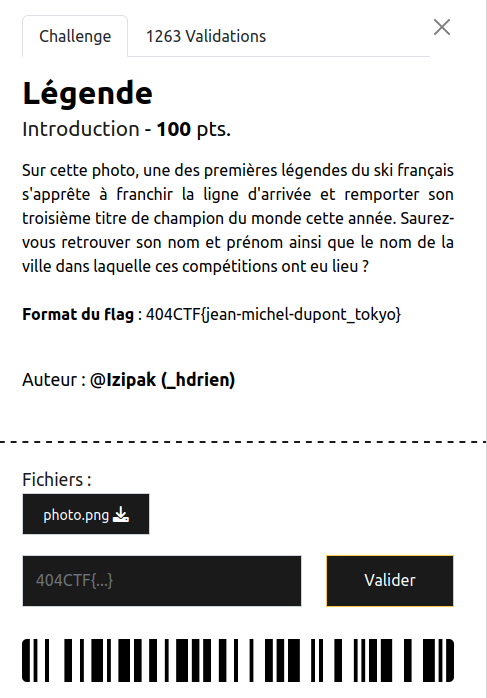 Challenge
1263 Validations
Légende
Introduction - 100 pts.
Sur cette photo, une des premières légendes du ski français
s'apprête à franchir la ligne d'arrivée et remporter son
troisième titre de champion du monde cette année. Saurez-
vous retrouver son nom et prénom ainsi que le nom de la
ville dans laquelle ces compétitions ont eu lieu ?
Format du flag : 404CTF{jean-michel-dupont_tokyo}
Auteur : @Izipak (_hdrien)
Fichiers :
photo.png
404CTF{...}
Valider